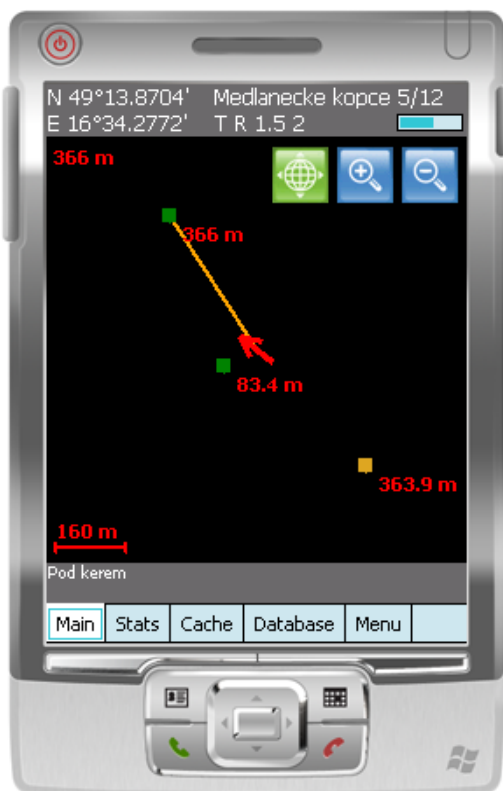 N 49°13.8704' Medlanecke kopce 5/12
E 16°34.2772' T R 1.5 2
366 m
366 m
83.4 m
363.9 m
160 m
Pod kerem
Main Stats Cache Database Menu